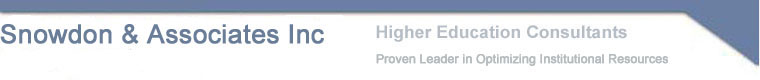 Snowdon & Associates Inc
Higher Education Consultants
Proven Leader in Optimizing Institutional Resources